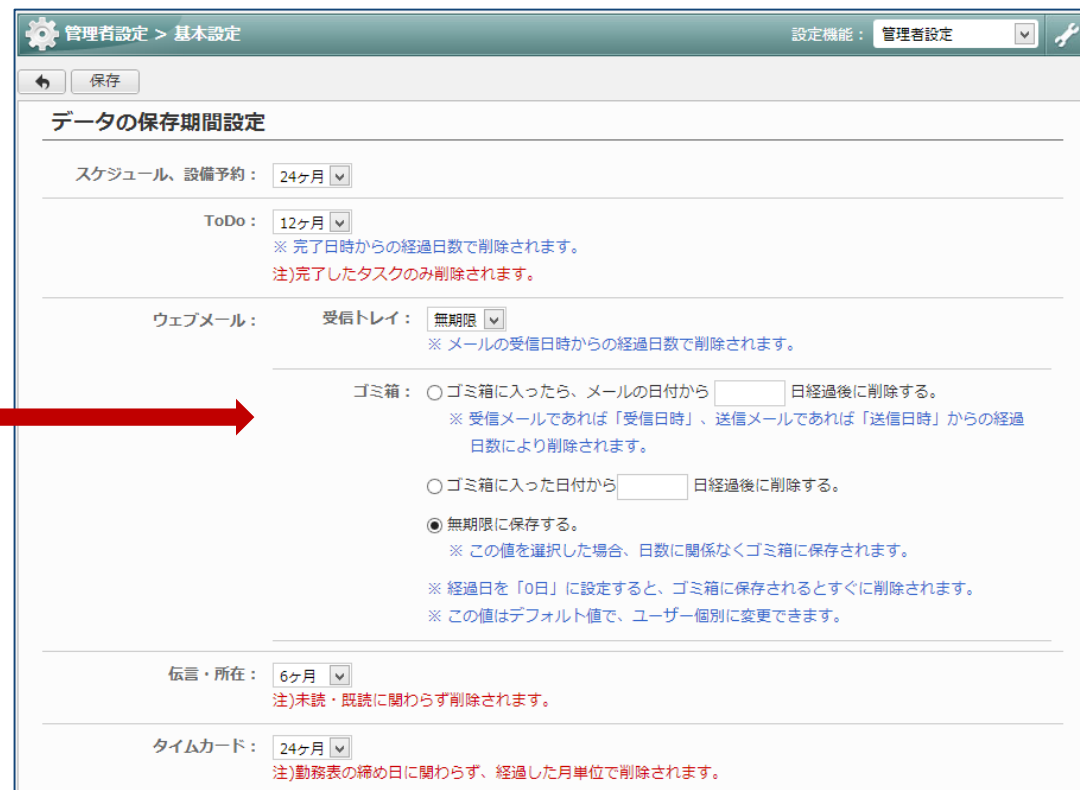 管理者設定 > 基本設定 設定機能： 管理者設定
保存
データの保存期間設定
スケジュール、設備予約： 24ヶ月
ToDo： 12ヶ月
※ 完了日時からの経過日数で削除されます。
注)完了したタスクのみ削除されます。
ウェブメール： 受信トレイ： 無期限
※ メールの受信日時からの経過日数で削除されます。
ゴミ箱： ゴミ箱に入ったら、メールの日付から 日経過後に削除する。
※ 受信メールであれば「受信日時」、送信メールであれば「送信日時」からの経過
日数により削除されます。
ゴミ箱に入った日付から 日経過後に削除する。
無期限に保存する。
※ この値を選択した場合、日数に関係なくゴミ箱に保存されます。
※ 経過日を「0日」に設定すると、ゴミ箱に保存されるとすぐに削除されます。
※ この値はデフォルト値で、ユーザー個別に変更できます。
伝言・所在： 6ヶ月
注)未読・既読に関わらず削除されます。
タイムカード： 24ヶ月
注)勤務表の締め日に関わらず、経過した月単位で削除されます。